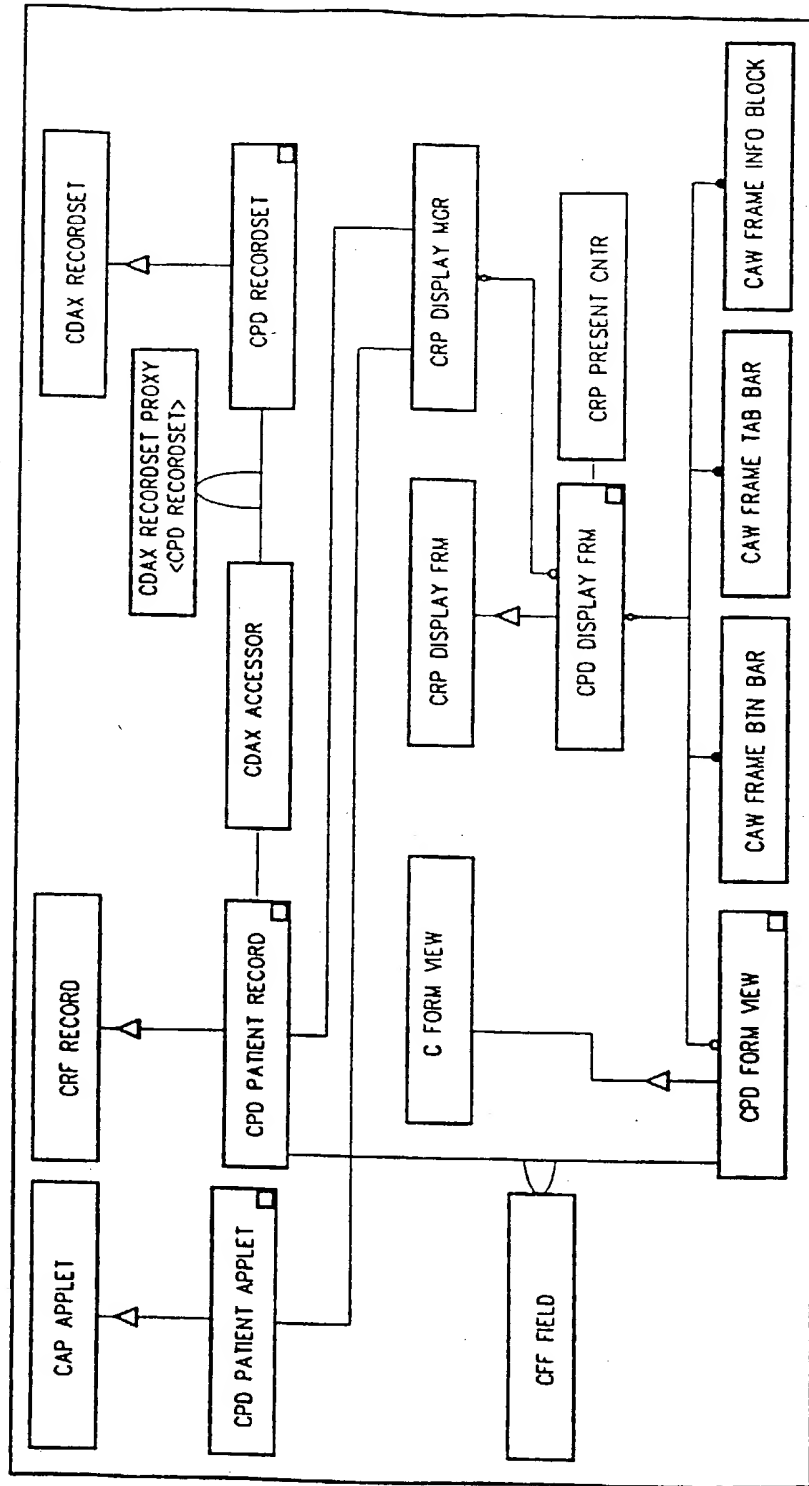 CAP APPLET
CRF RECORD
CDAX RECORDSET
CDAX RECORDSET PROXY
<CPD RECORDSET>
CPD PATIENT APPLET
CPD PATIENT RECORD
CDAX ACCESSOR
CPD RECORDSET
C FORM VIEW
CRP DISPLAY FRM
CRP DISPLAY MGR
CFF FIELD
CPD DISPLAY FRM
CRP PRESENT CNTR
CPD FORM VIEW
CAW FRAME BTN BAR
CAW FRAME TAB BAR
CAW FRAME INFO BLOCK